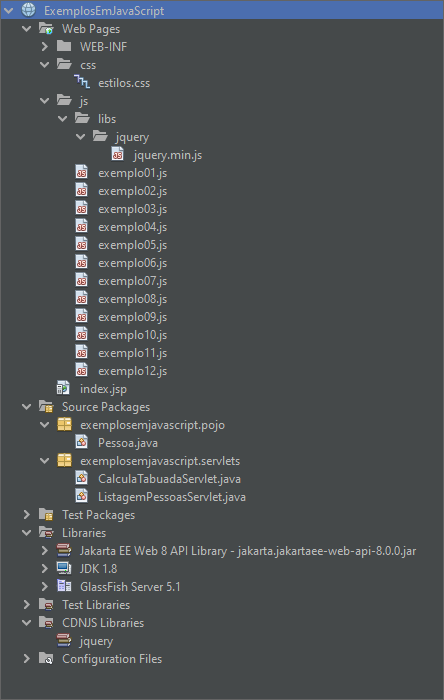 ExemplosEmJavaScript
Web Pages
WEB-INF
css
estilos.css
js
libs
jquery
jquery.min.js
exemplo01.js
exemplo02.js
exemplo03.js
exemplo04.js
exemplo05.js
exemplo06.js
exemplo07.js
exemplo08.js
exemplo09.js
exemplo10.js
exemplo11.js
exemplo12.js
index.jsp
Source Packages
exemplosemjavascript.pojo
Pessoa.java
exemplosemjavascript.servlets
CalculaTabuadaServlet.java
ListagemPessoasServlet.java
Test Packages
Libraries
Jakarta EE Web 8 API Library - jakarta.jakartaee-web-api-8.0.0.jar
JDK 1.8
GlassFish Server 5.1
Test Libraries
CDNJS Libraries
jquery
Configuration Files